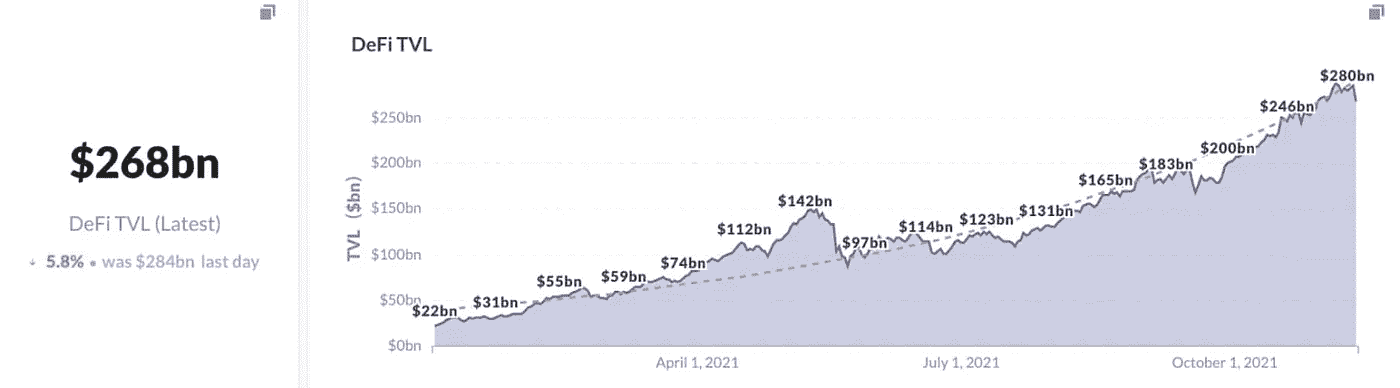 $268bn
DeFi TVL (Latest)
↓ 5.8% • was $284bn last day
DeFi TVL
TVL ($bn)
$250bn
$200bn
$150bn
$100bn
$50bn
$0bn
$22bn
$31bn
$55bn
$59bn
$74bn
$112bn
$142bn
$97bn
$114bn
$123bn
$131bn
$165bn
$183bn
$200bn
$246bn
$280bn
April 1, 2021
July 1, 2021
October 1, 2021